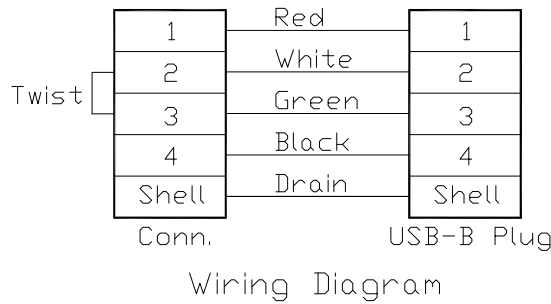 Red
1 1
White
2 2
Twist
Green
3 3
Black
4 4
Drain
Shell Shell
Conn. USB-B Plug
Wiring Diagram